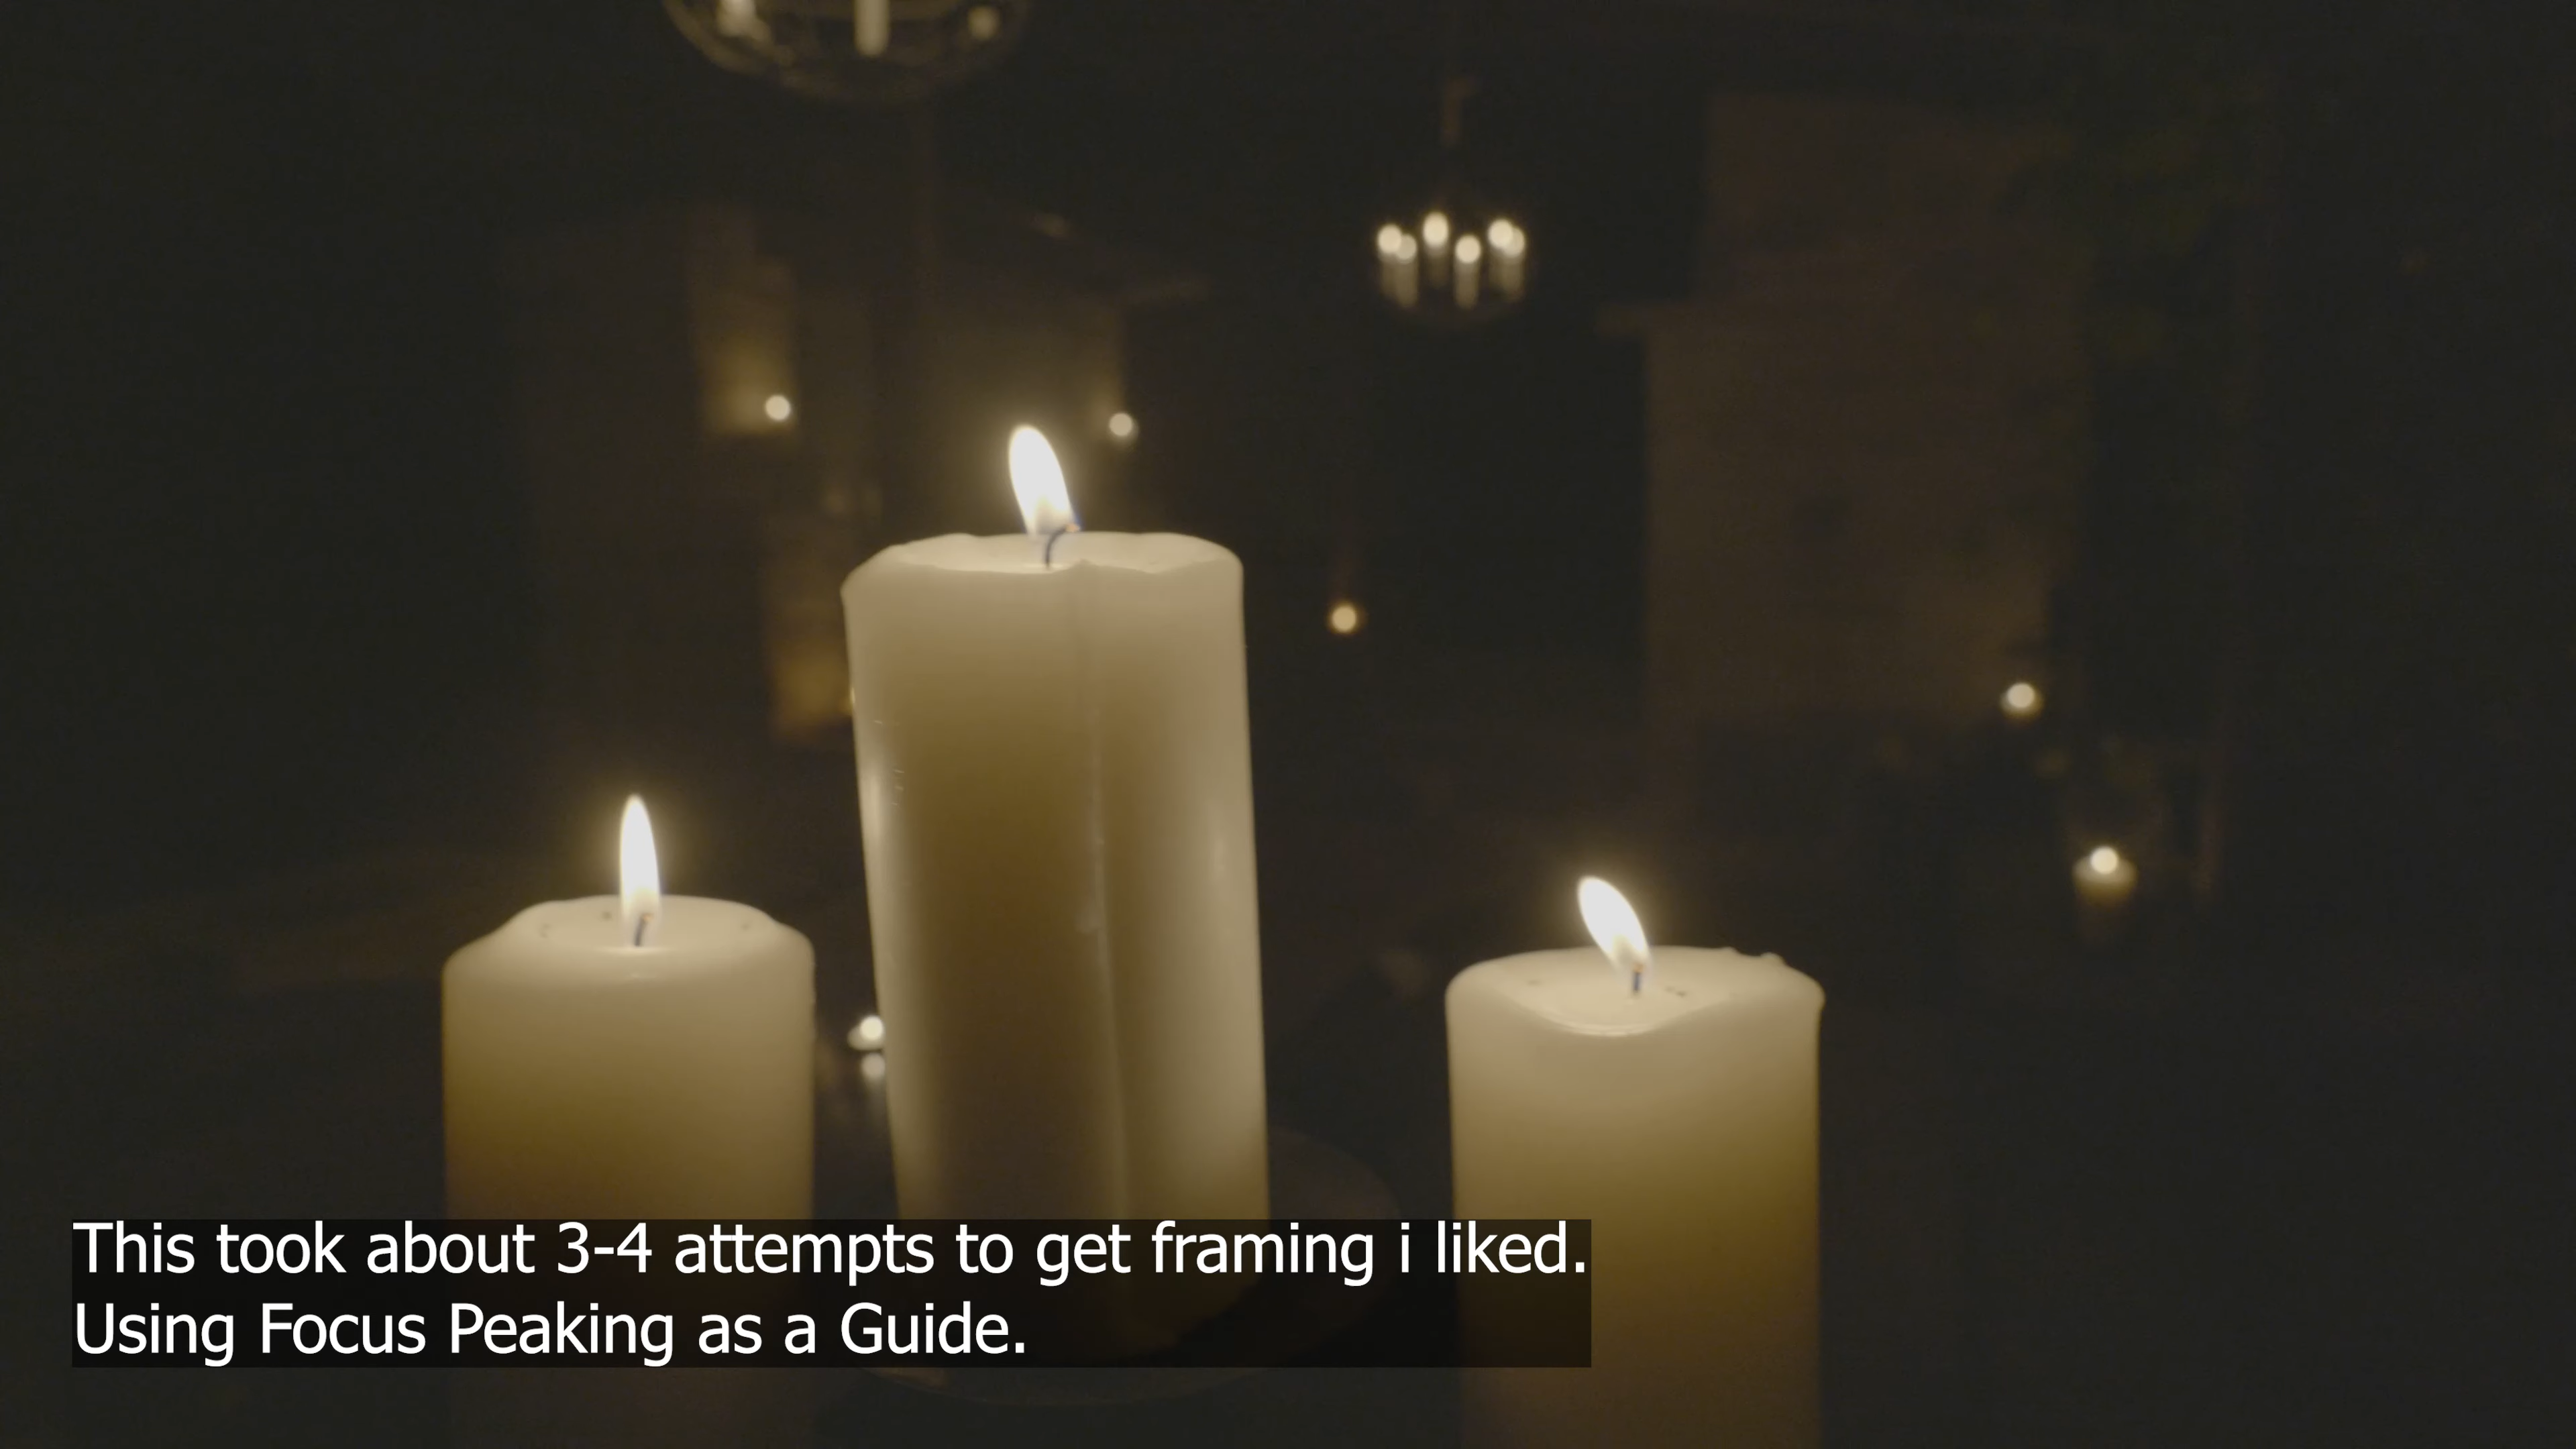 This took about 3-4 attempts to get framing i liked.
Using Focus Peaking as a Guide.